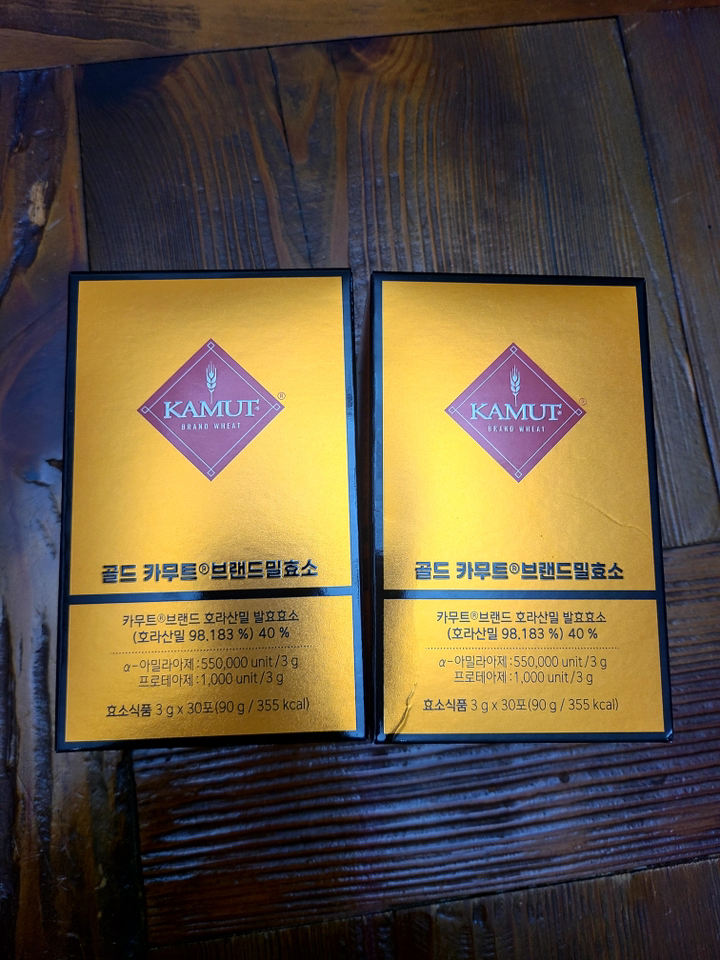 KAMUT®
BRAND WHEAT
®
골드 카무트®브랜드밀효소
카무트®브랜드 호라산밀 발효효소
(호라산밀 98.183 %) 40 %
α-아밀라아제:550,000 unit/3 g
프로테아제:1,000 unit/3 g
효소식품 3 g x 30포(90 g / 355 kcal)
KAMUT®
BRAND WHEAT
®
골드 카무트®브랜드밀효소
카무트®브랜드 호라산밀 발효효소
(호라산밀 98.183 %) 40 %
α-아밀라아제:550,000 unit/3 g
프로테아제:1,000 unit/3 g
효소식품 3 g x 30포(90 g / 355 kcal)